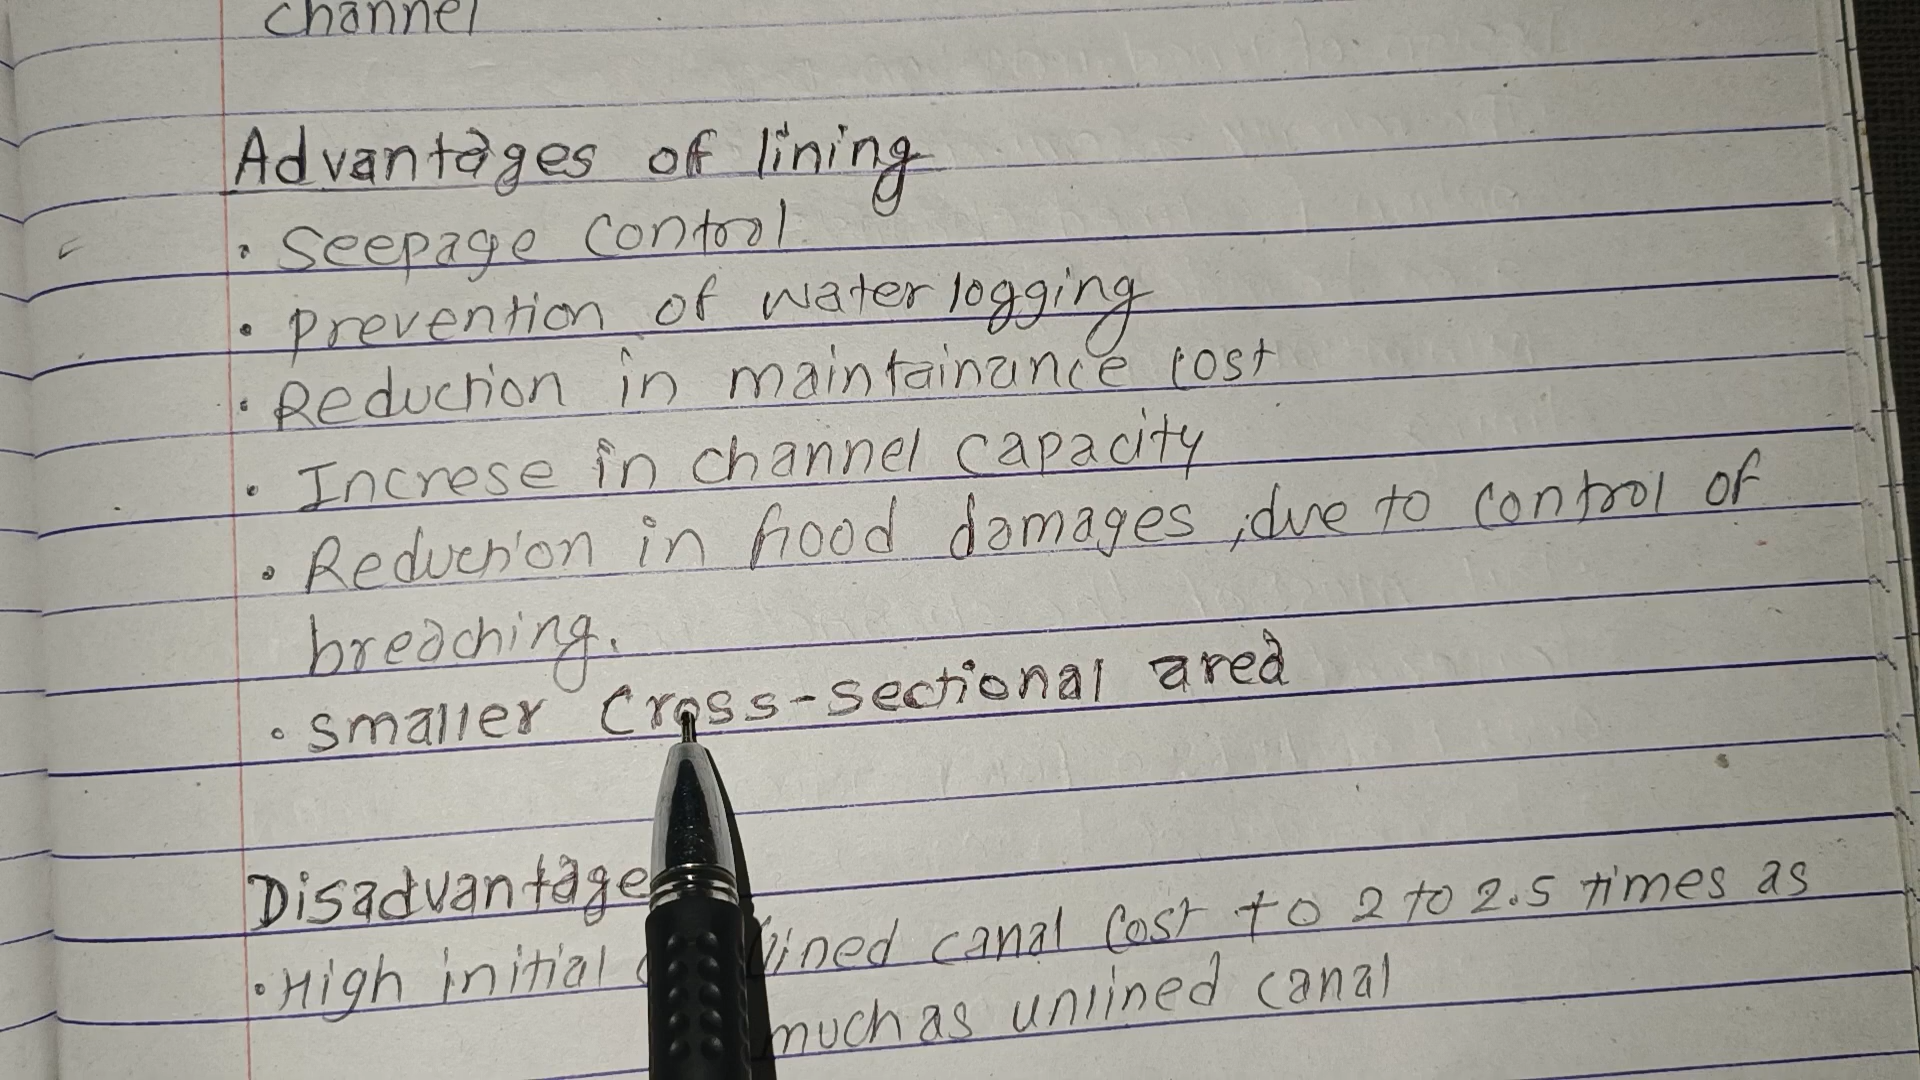 channel
Advantages of lining
• Seepage control
• prevention of water logging
• Reduction in maintainance cost
• Increse in channel capacity
• Reduction in flood damages, due to control of
breaching.
• smaller cross-sectional area
Disadvantage
• High initial lined canal cost to 2 to 2.5 times as
much as unlined canal